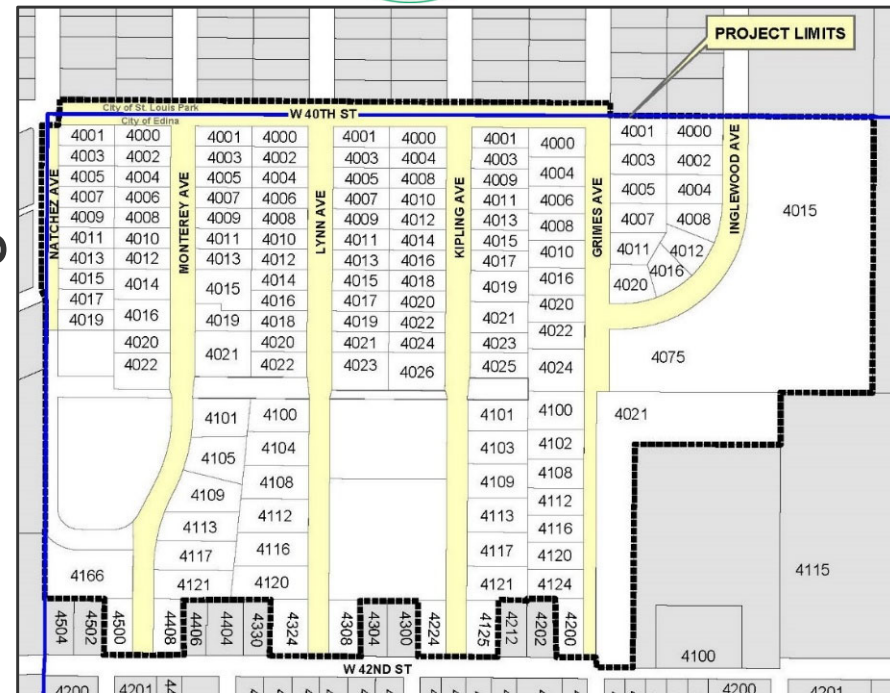 PROJECT LIMITS
City of St. Louis Park
W 40TH ST
City of Edina
4001 4000 4001 4000 4001 4000 4001 4000 4001 4000
4003 4002 4003 4002 4003 4004 4003 4004 4003 4002
4005 4004 4005 4004 4005 4008 4009 4006 4005 4004
4007 4006 4007 4006 4007 4010 4011 4008 4007 4008
4009 4008 4009 4008 4009 4012 4013 4010 4011 4012
4011 4010 4011 4010 4011 4014 4015 4016 4020 4016
4013 4012 4013 4012 4013 4016 4017 4020
4015 4014 4015 4014 4015 4018 4019 4022
4017 4016 4019 4016 4017 4020 4021 4024
4019 4020 4021 4018 4019 4022 4023
4022 4020 4021 4024 4025
4022 4023 4026
NATCHEZ AVE
MONTEREY AVE
LYNN AVE
KIPLING AVE
GRIMES AVE
INGLEWOOD AVE
4015
4075
4021
4101 4100 4101 4100
4105 4104 4103 4102
4109 4108 4109 4108
4113 4112 4113 4112
4117 4116 4117 4116
4121 4120 4121 4120
4124
4166
4115
4504 4502 4500 4408 4406 4404 4330 4324 4308 4304 4300 4224 4125 4212 4202 4200
4100
W 42ND ST
4200 4201 44 4200 4201